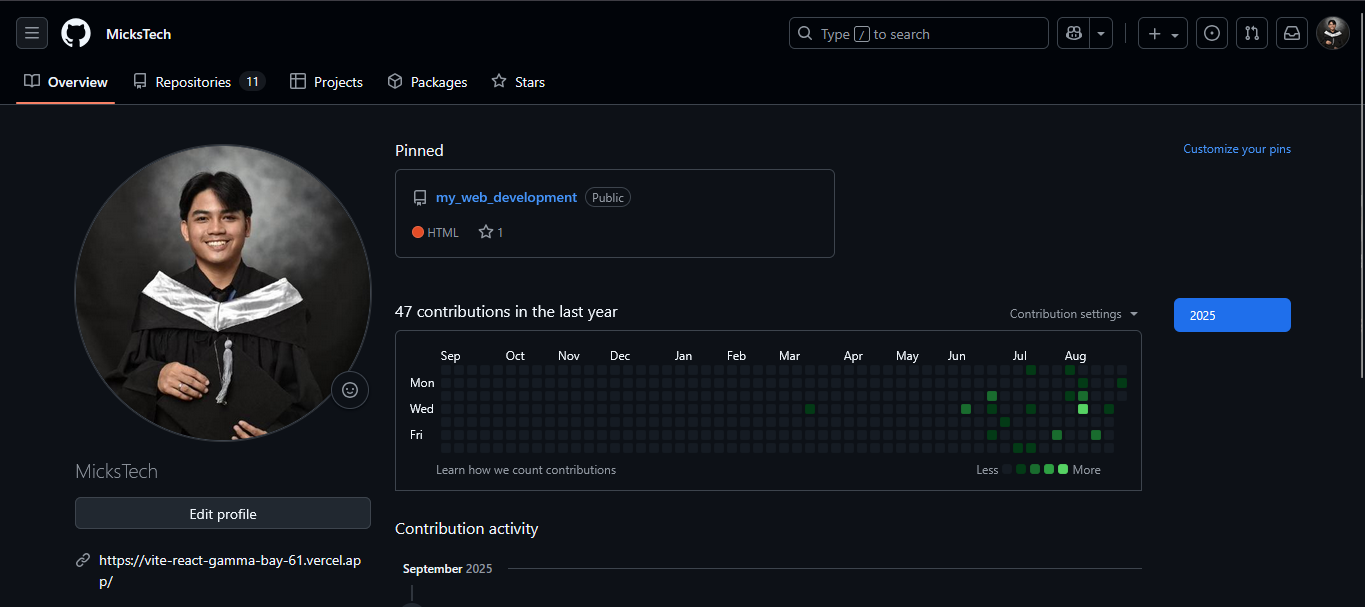 MicksTech
Type / to search
Overview
Repositories 11
Projects
Packages
Stars
Pinned
Customize your pins
my_web_development Public
HTML 1
47 contributions in the last year
Contribution settings
2025
Sep Oct Nov Dec Jan Feb Mar Apr May Jun Jul Aug
Mon
Wed
Fri
Learn how we count contributions
Less More
MicksTech
Edit profile
https://vite-react-gamma-bay-61.vercel.ap
p/
Contribution activity
September 2025